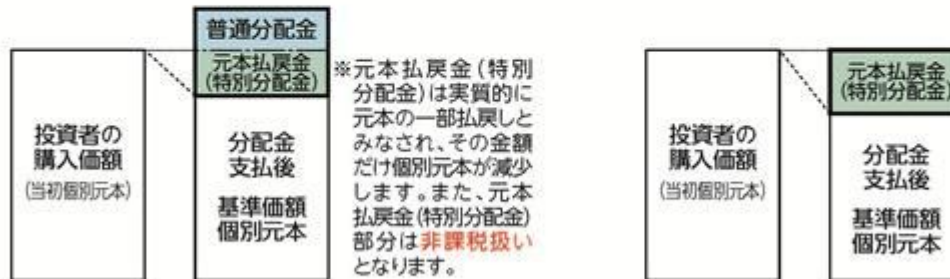 普通分配金
元本払戻金
(特別分配金)
投資者の
購入価額
(当初個別元本)
分配金
支払後
基準価額
個別元本
※元本払戻金(特別
分配金)は実質的に
元本の一部払戻しと
みなされ、その金額
だけ個別元本が減少
します。また、元本
払戻金(特別分配金)
部分は非課税扱い
となります。
元本払戻金
(特別分配金)
投資者の
購入価額
(当初個別元本)
分配金
支払後
基準価額
個別元本